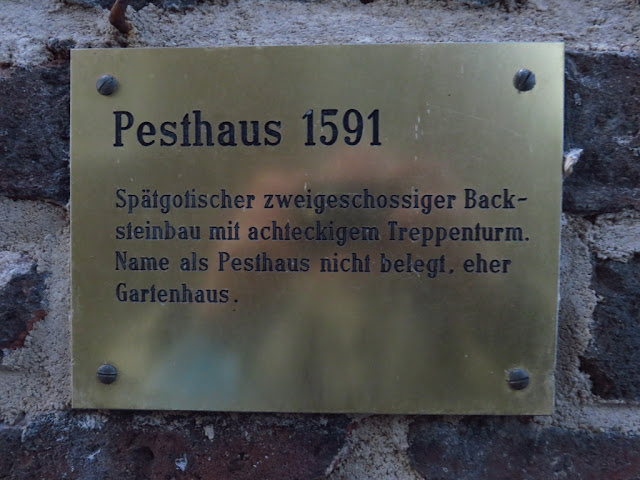 Pesthaus 1591
Spätgotischer zweigeschossiger Back-
steinbau mit achteckigem Treppenturm.
Name als Pesthaus nicht belegt, eher
Gartenhaus.